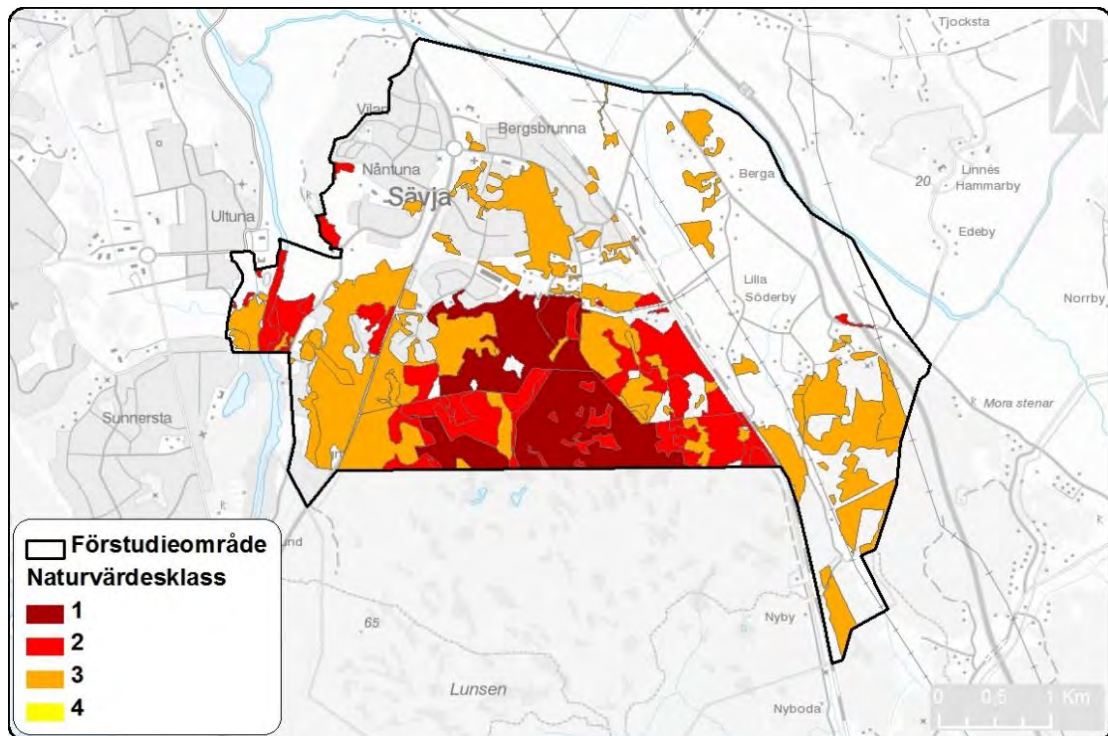 Tjocksta
N
Vilan
Bergsbrunna
Nåntuna
Sävja
Berga
20
Linnés
Hammarby
Ultuna
Edeby
Lilla
Söderby
Norrby
Sunnersta
Mora stenar
Förstudieområde
Naturvärdesklass
1
2
3
4
65
Lunsen
Nyby
Nyboda
0 0,5 1 Km